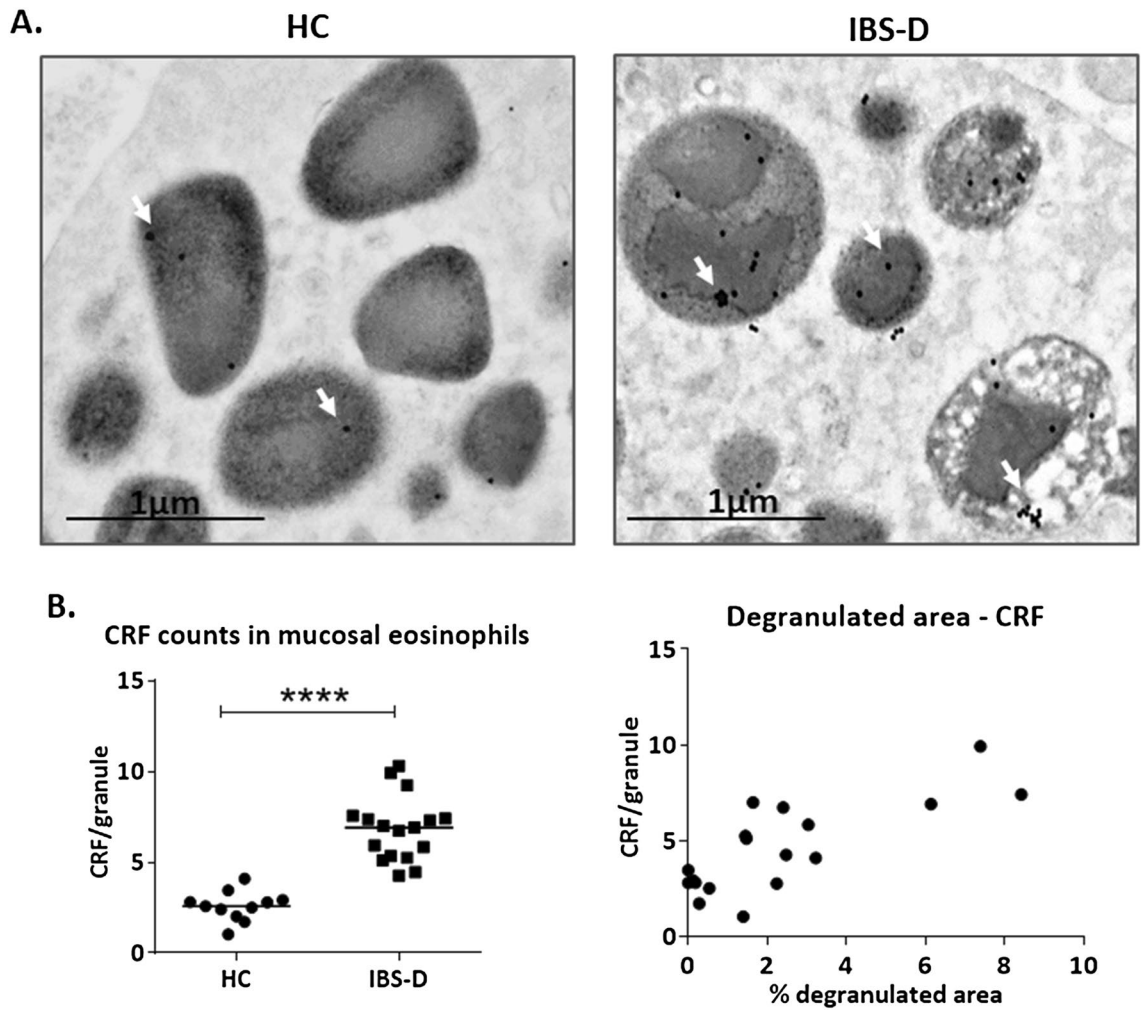 A.
HC
IBS-D
1µm
1µm
B.
CRF counts in mucosal eosinophils
CRF/granule
15
10
5
0
****
HC
IBS-D
Degranulated area - CRF
CRF/granule
15
10
5
0
0 2 4 6 8 10
% degranulated area